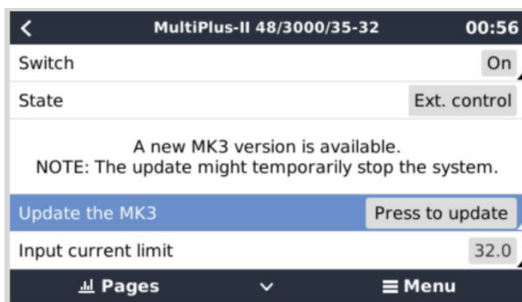 MultiPlus-II 48/3000/35-32 00:56
Switch On
State Ext. control
A new MK3 version is available.
NOTE: The update might temporarily stop the system.
Update the MK3 Press to update
Input current limit 32.0
Pages Menu